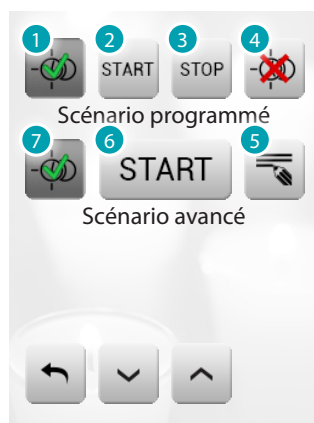 1 2 3 4
START STOP
Scénario programmé
7 6 5
START
Scénario avancé